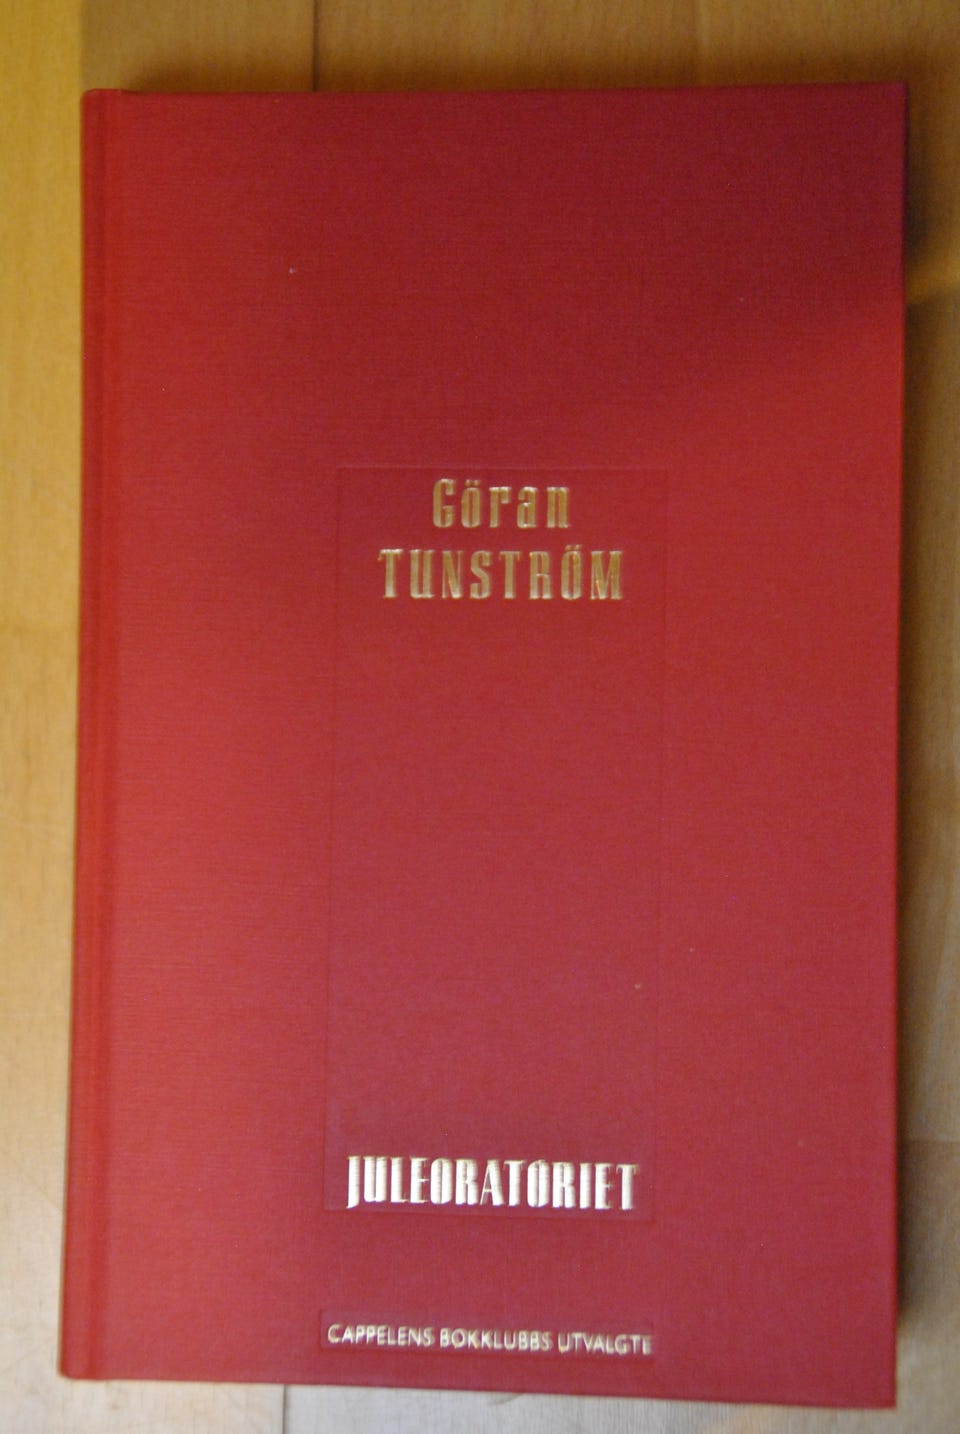 Göran
TUNSTRÖM
JULEORATORIET
CAPPELENS BOKKLUBBS UTVALGTE